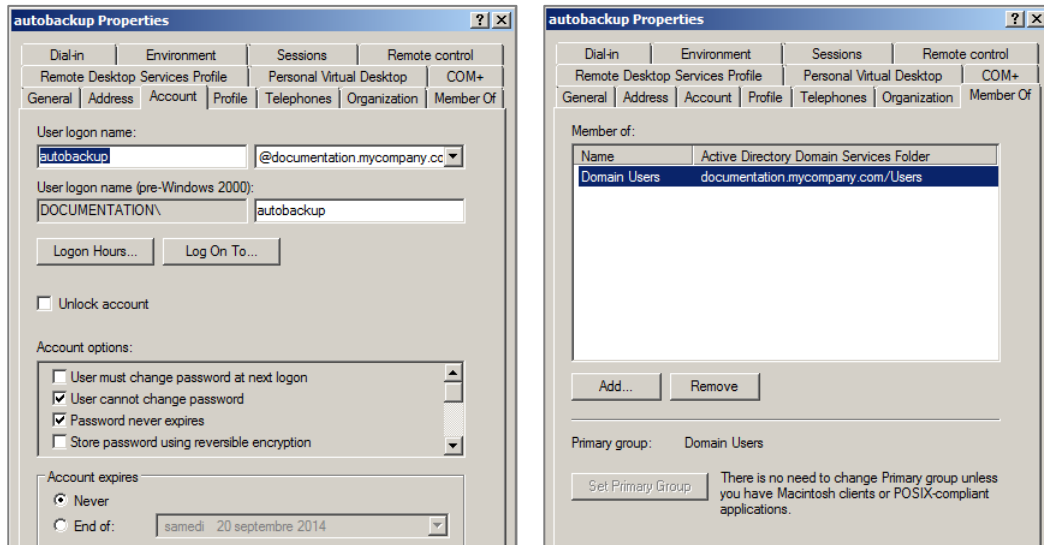 autobackup Properties
Dial-in Environment Sessions Remote control
Remote Desktop Services Profile Personal Virtual Desktop COM+
General Address Account Profile Telephones Organization Member Of
User logon name:
autobackup @documentation.mycompany.cc
User logon name (pre-Windows 2000):
DOCUMENTATION\ autobackup
Logon Hours... Log On To...
Unlock account
Account options:
User must change password at next logon
User cannot change password
Password never expires
Store password using reversible encryption
Account expires
Never
End of: samedi 20 septembre 2014
autobackup Properties
Dial-in Environment Sessions Remote control
Remote Desktop Services Profile Personal Virtual Desktop COM+
General Address Account Profile Telephones Organization Member Of
Member of:
Name Active Directory Domain Services Folder
Domain Users documentation.mycompany.com/Users
Add... Remove
Primary group: Domain Users
Set Primary Group
There is no need to change Primary group unless
you have Macintosh clients or POSIX-compliant
applications.